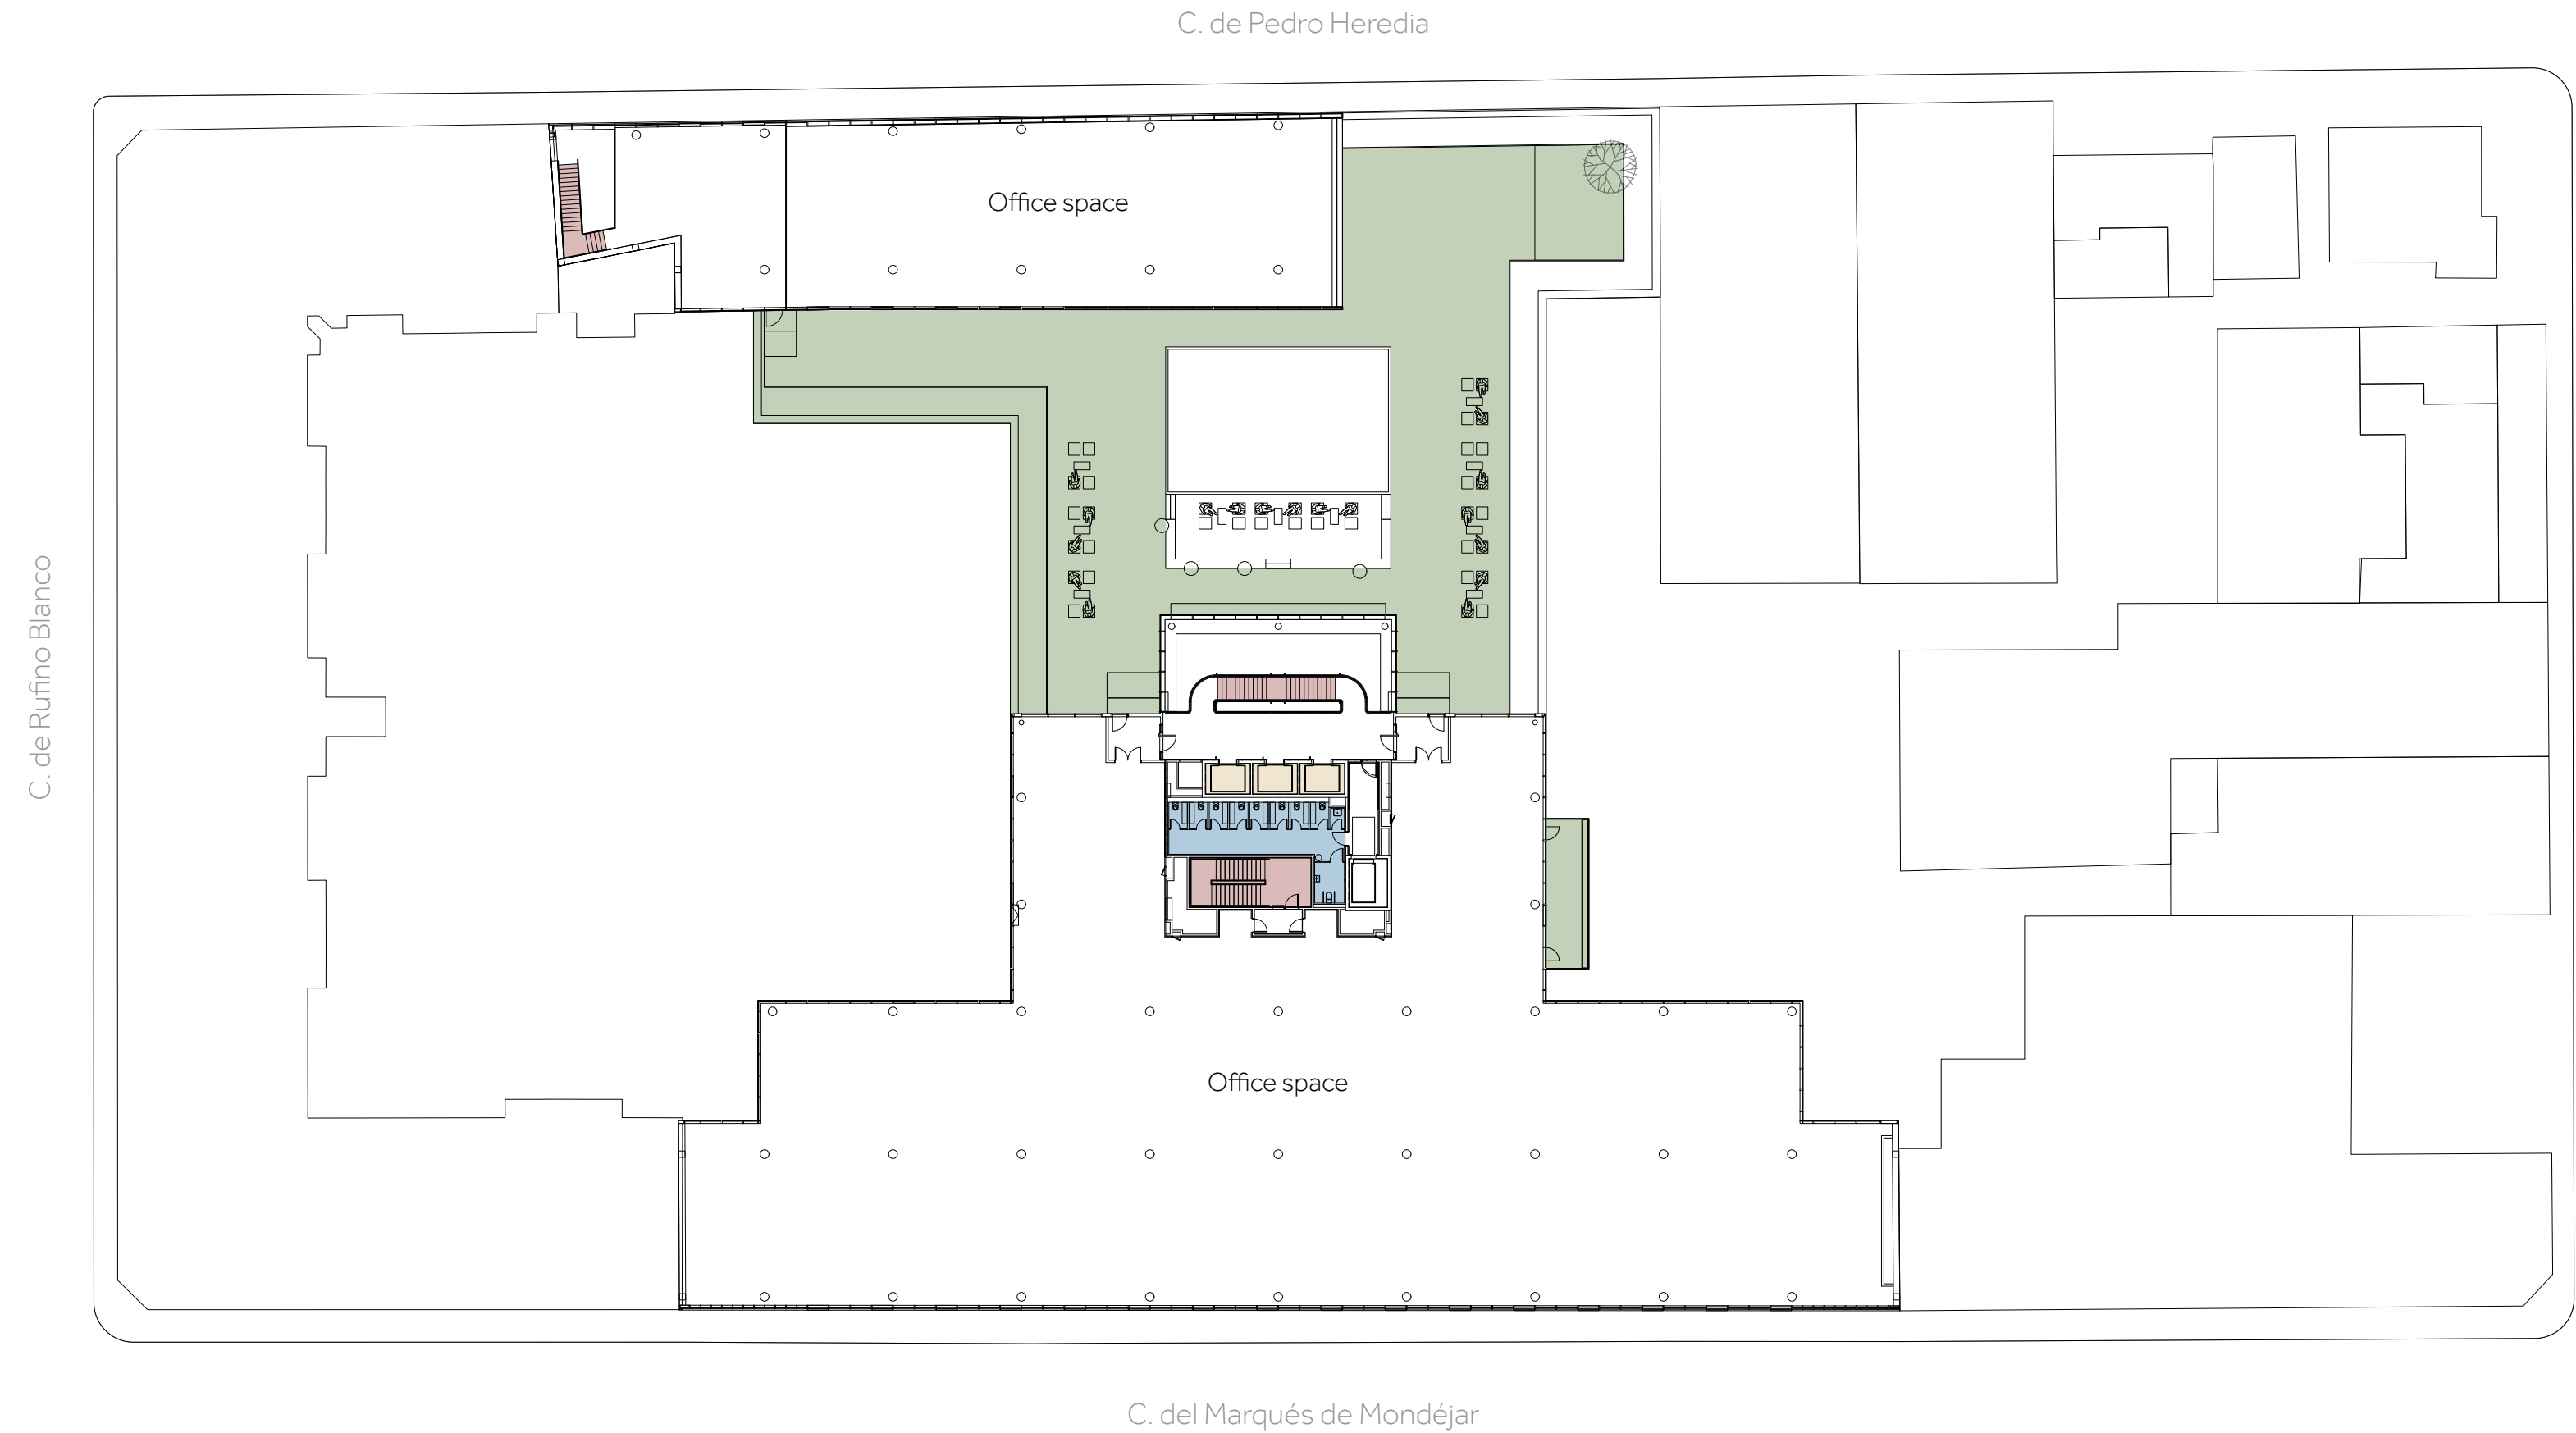 C. de Pedro Heredia
Office space
C. de Rufino Blanco
Office space
C. del Marqués de Mondéjar